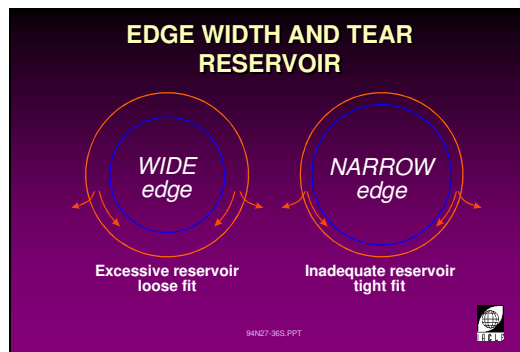 EDGE WIDTH AND TEAR
RESERVOIR
WIDE
edge
NARROW
edge
Excessive reservoir
loose fit
Inadequate reservoir
tight fit
94N27-36S.PPT
IACLE